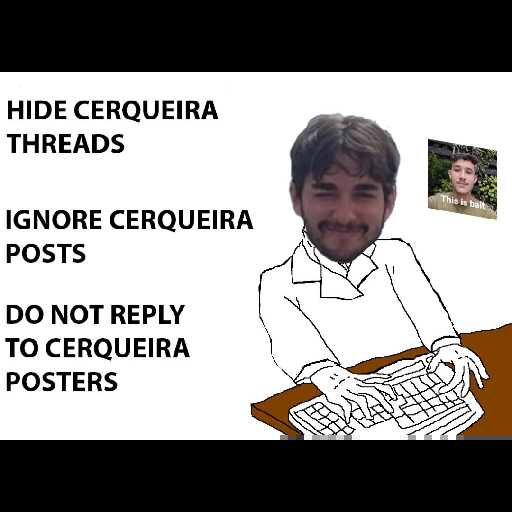 HIDE CERQUEIRA
THREADS
IGNORE CERQUEIRA
POSTS
DO NOT REPLY
TO CERQUEIRA
POSTERS
This is bait